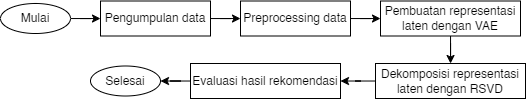 Mulai
Pengumpulan data
Preprocessing data
Pembuatan representasi
laten dengan VAE
Dekomposisi representasi
laten dengan RSVD
Evaluasi hasil rekomendasi
Selesai